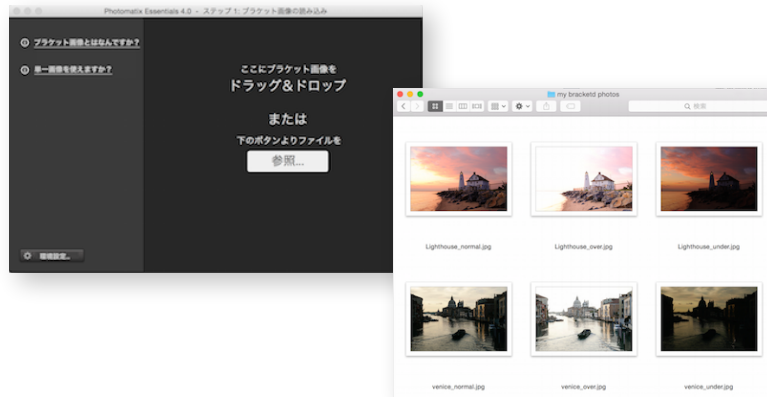 Photomatix Essentials 4.0 - ステップ 1: ブラケット画像の読み込み
ブラケット画像とはなんですか?
単一画像を使えますか?
ここにブラケット画像を
ドラッグ&ドロップ
または
下のボタンよりファイルを
参照...
環境設定...
my bracketd photos
検索
Lighthouse_normal.jpg
Lighthouse_over.jpg
Lighthouse_under.jpg
venice_normal.jpg
venice_over.jpg
venice_under.jpg